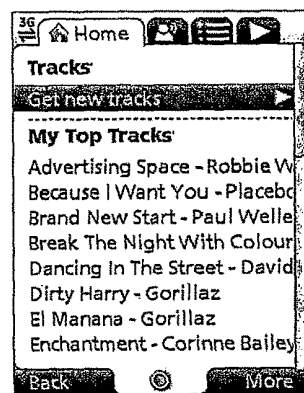 3G
Home
Tracks
Get new tracks
My Top Tracks
Advertising Space - Robbie W
Because I Want You - Placebo
Brand New Start - Paul Welle
Break The Night With Colour
Dancing In The Street - David
Dirty Harry - Gorillaz
El Manana - Gorillaz
Enchantment - Corinne Bailey
Back
More